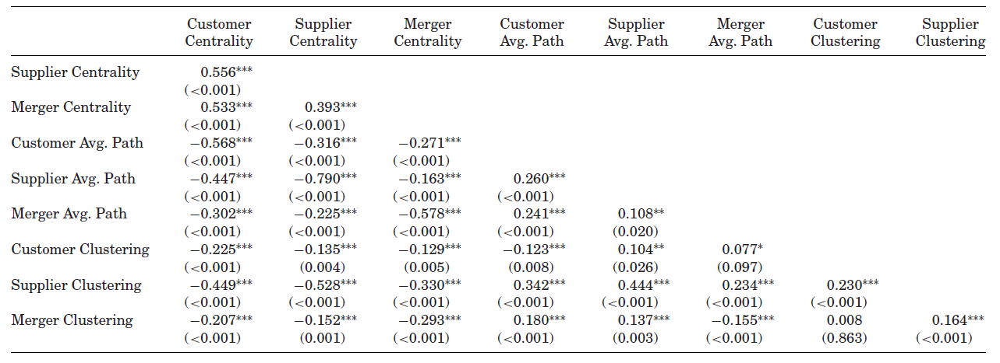 Customer Supplier Merger Customer Supplier Merger Customer Supplier
Centrality Centrality Centrality Avg. Path Avg. Path Avg. Path Clustering Clustering
Supplier Centrality 0.556***
(<0.001)
Merger Centrality 0.533*** 0.393***
(<0.001) (<0.001)
Customer Avg. Path −0.568*** −0.316*** −0.271***
(<0.001) (<0.001) (<0.001)
Supplier Avg. Path −0.447*** −0.790*** −0.163*** 0.260***
(<0.001) (<0.001) (<0.001) (<0.001)
Merger Avg. Path −0.302*** −0.225*** −0.578*** 0.241*** 0.108**
(<0.001) (<0.001) (<0.001) (<0.001) (0.020)
Customer Clustering −0.225*** −0.135*** −0.129*** −0.123*** 0.104** 0.077*
(<0.001) (0.004) (0.005) (0.008) (0.026) (0.097)
Supplier Clustering −0.449*** −0.528*** −0.330*** 0.342*** 0.444*** 0.234*** 0.230***
(<0.001) (<0.001) (<0.001) (<0.001) (<0.001) (<0.001) (<0.001)
Merger Clustering −0.207*** −0.152*** −0.293*** 0.180*** 0.137*** −0.155*** 0.008 0.164***
(<0.001) (0.001) (<0.001) (<0.001) (0.003) (<0.001) (0.863) (<0.001)